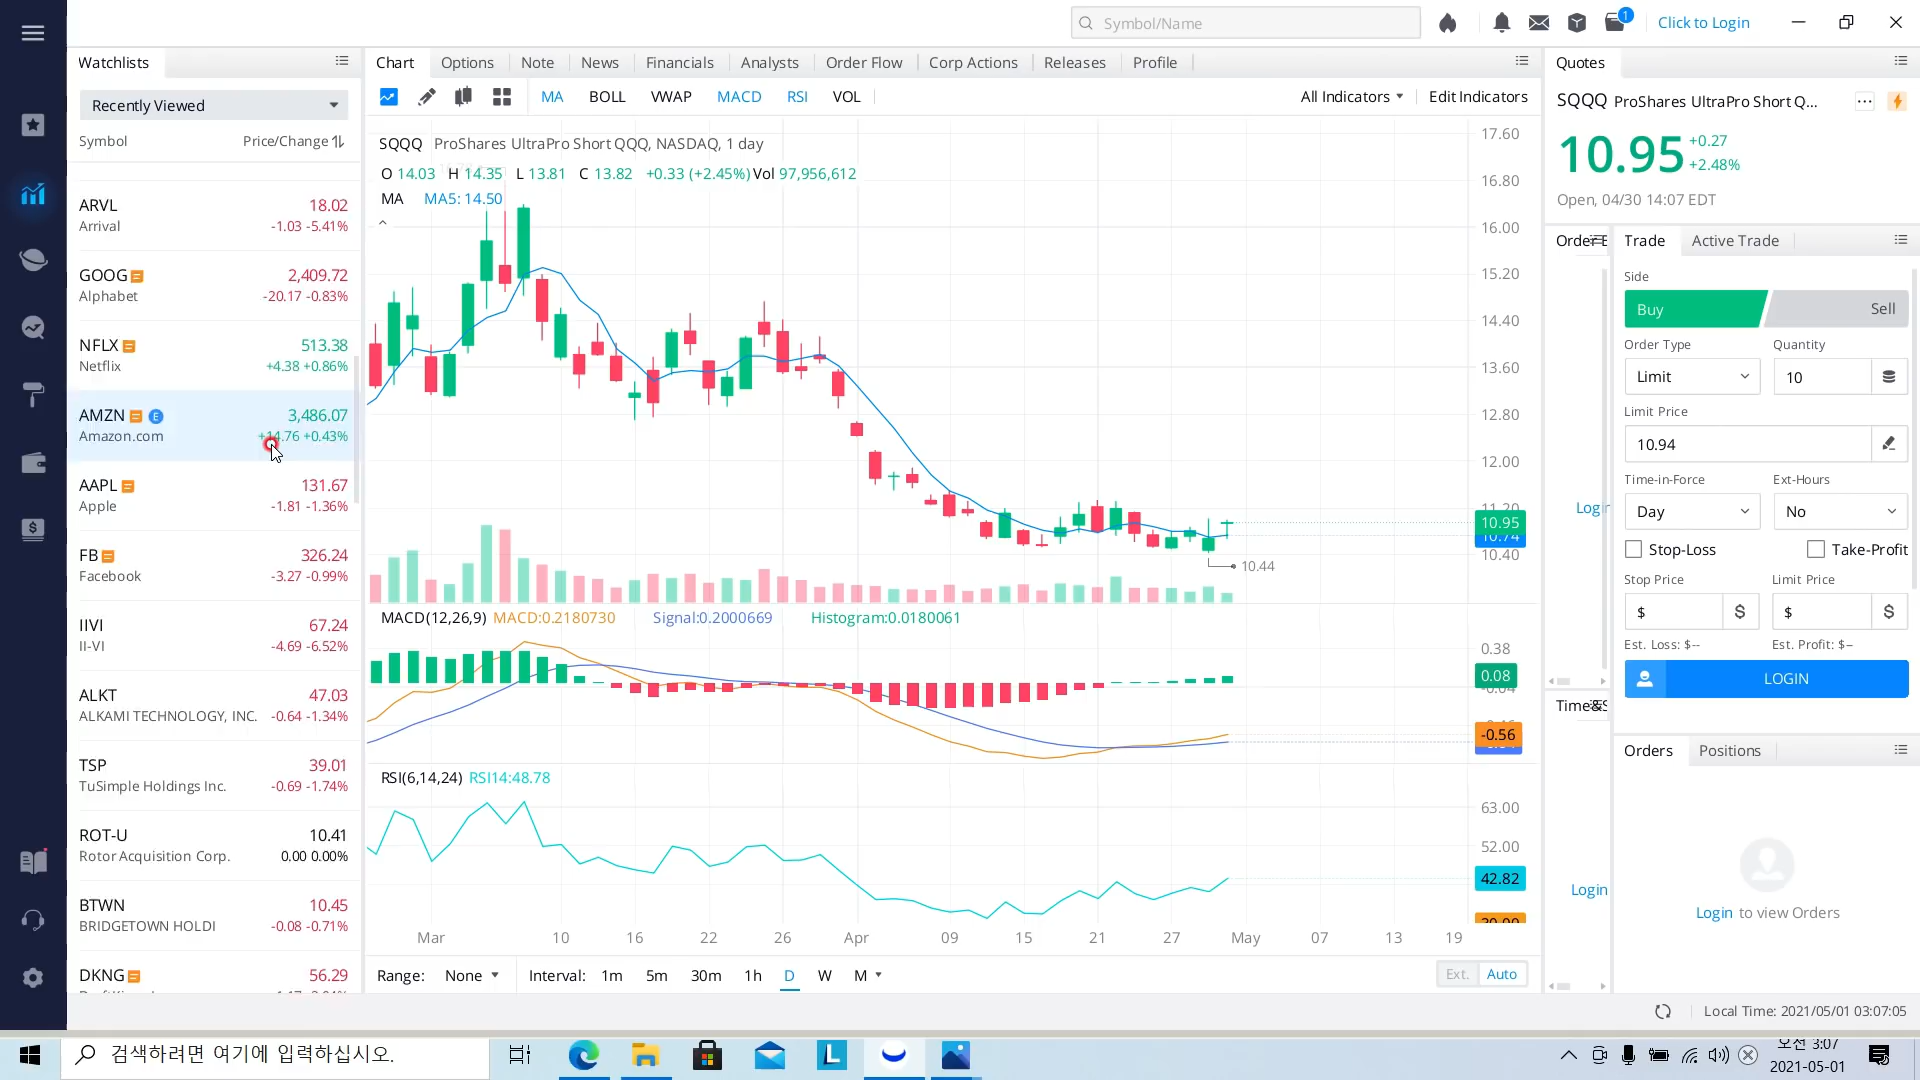 Symbol/Name
1
Click to Login
Watchlists
Recently Viewed
Symbol Price/Change
ARVL 18.02
Arrival -1.03 -5.41%
GOOG 2,409.72
Alphabet -20.17 -0.83%
NFLX 513.38
Netflix +4.38 +0.86%
AMZN E 3,486.07
Amazon.com +14.76 +0.43%
AAPL 131.67
Apple -1.81 -1.36%
FB 326.24
Facebook -3.27 -0.99%
IIVI 67.24
II-VI -4.69 -6.52%
ALKT 47.03
ALKAMI TECHNOLOGY, INC. -0.64 -1.34%
TSP 39.01
TuSimple Holdings Inc. -0.69 -1.74%
ROT-U 10.41
Rotor Acquisition Corp. 0.00 0.00%
BTWN 10.45
BRIDGETOWN HOLDI -0.08 -0.71%
DKNG 56.29
Chart Options Note News Financials Analysts Order Flow Corp Actions Releases Profile
MA BOLL VWAP MACD RSI VOL All Indicators Edit Indicators
SQQQ ProShares UltraPro Short QQQ, NASDAQ, 1 day
O 14.03 H 14.35 L 13.81 C 13.82 +0.33 (+2.45%) Vol 97,956,612
MA MA5: 14.50
17.60
16.80
16.00
15.20
14.40
13.60
12.80
12.00
11.20
10.95
10.74
10.40
10.44
MACD(12,26,9) MACD:0.2180730 Signal:0.2000669 Histogram:0.0180061
0.38
0.08
-0.04
-0.56
RSI(6,14,24) RSI14:48.78
63.00
52.00
42.82
30.00
Mar 10 16 22 26 Apr 09 15 21 27 May 07 13 19
Range: None Interval: 1m 5m 30m 1h D W M Ext. Auto
Quotes
SQQQ ProShares UltraPro Short Q...
10.95 +0.27
+2.48%
Open, 04/30 14:07 EDT
Trade Active Trade
Side
Buy Sell
Order Type Quantity
Limit 10
Limit Price
10.94
Time-in-Force Ext-Hours
Day No
Stop-Loss Take-Profit
Stop Price Limit Price
$ $ $ $
Est. Loss: $-- Est. Profit: $--
LOGIN
Login
Orders Positions
Login to view Orders
Local Time: 2021/05/01 03:07:05
검색하려면 여기에 입력하십시오.
L
오전 3:07
2021-05-01